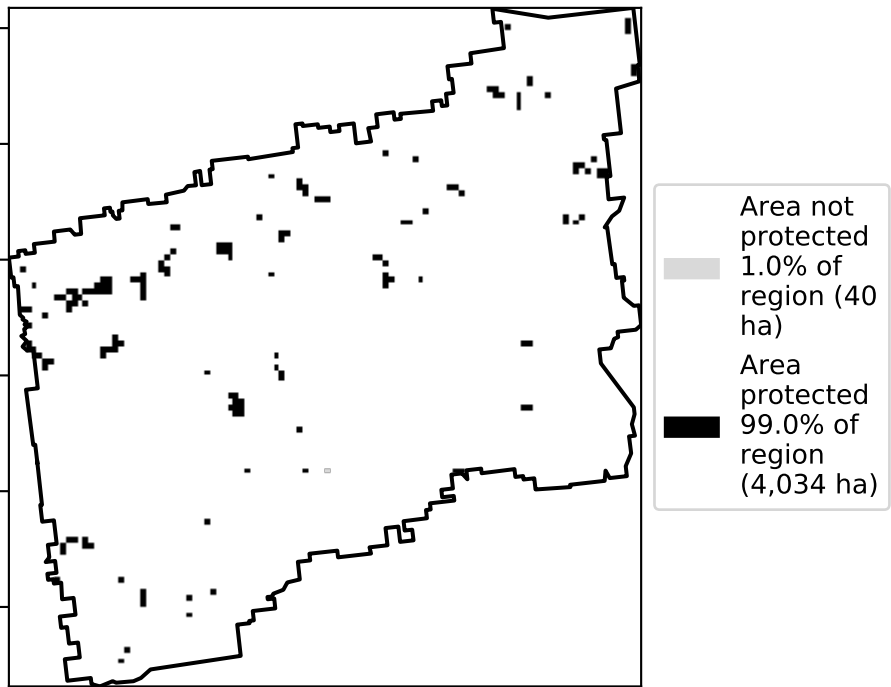 Area not
protected
1.0% of
region (40
ha)
Area
protected
99.0% of
region
(4,034 ha)